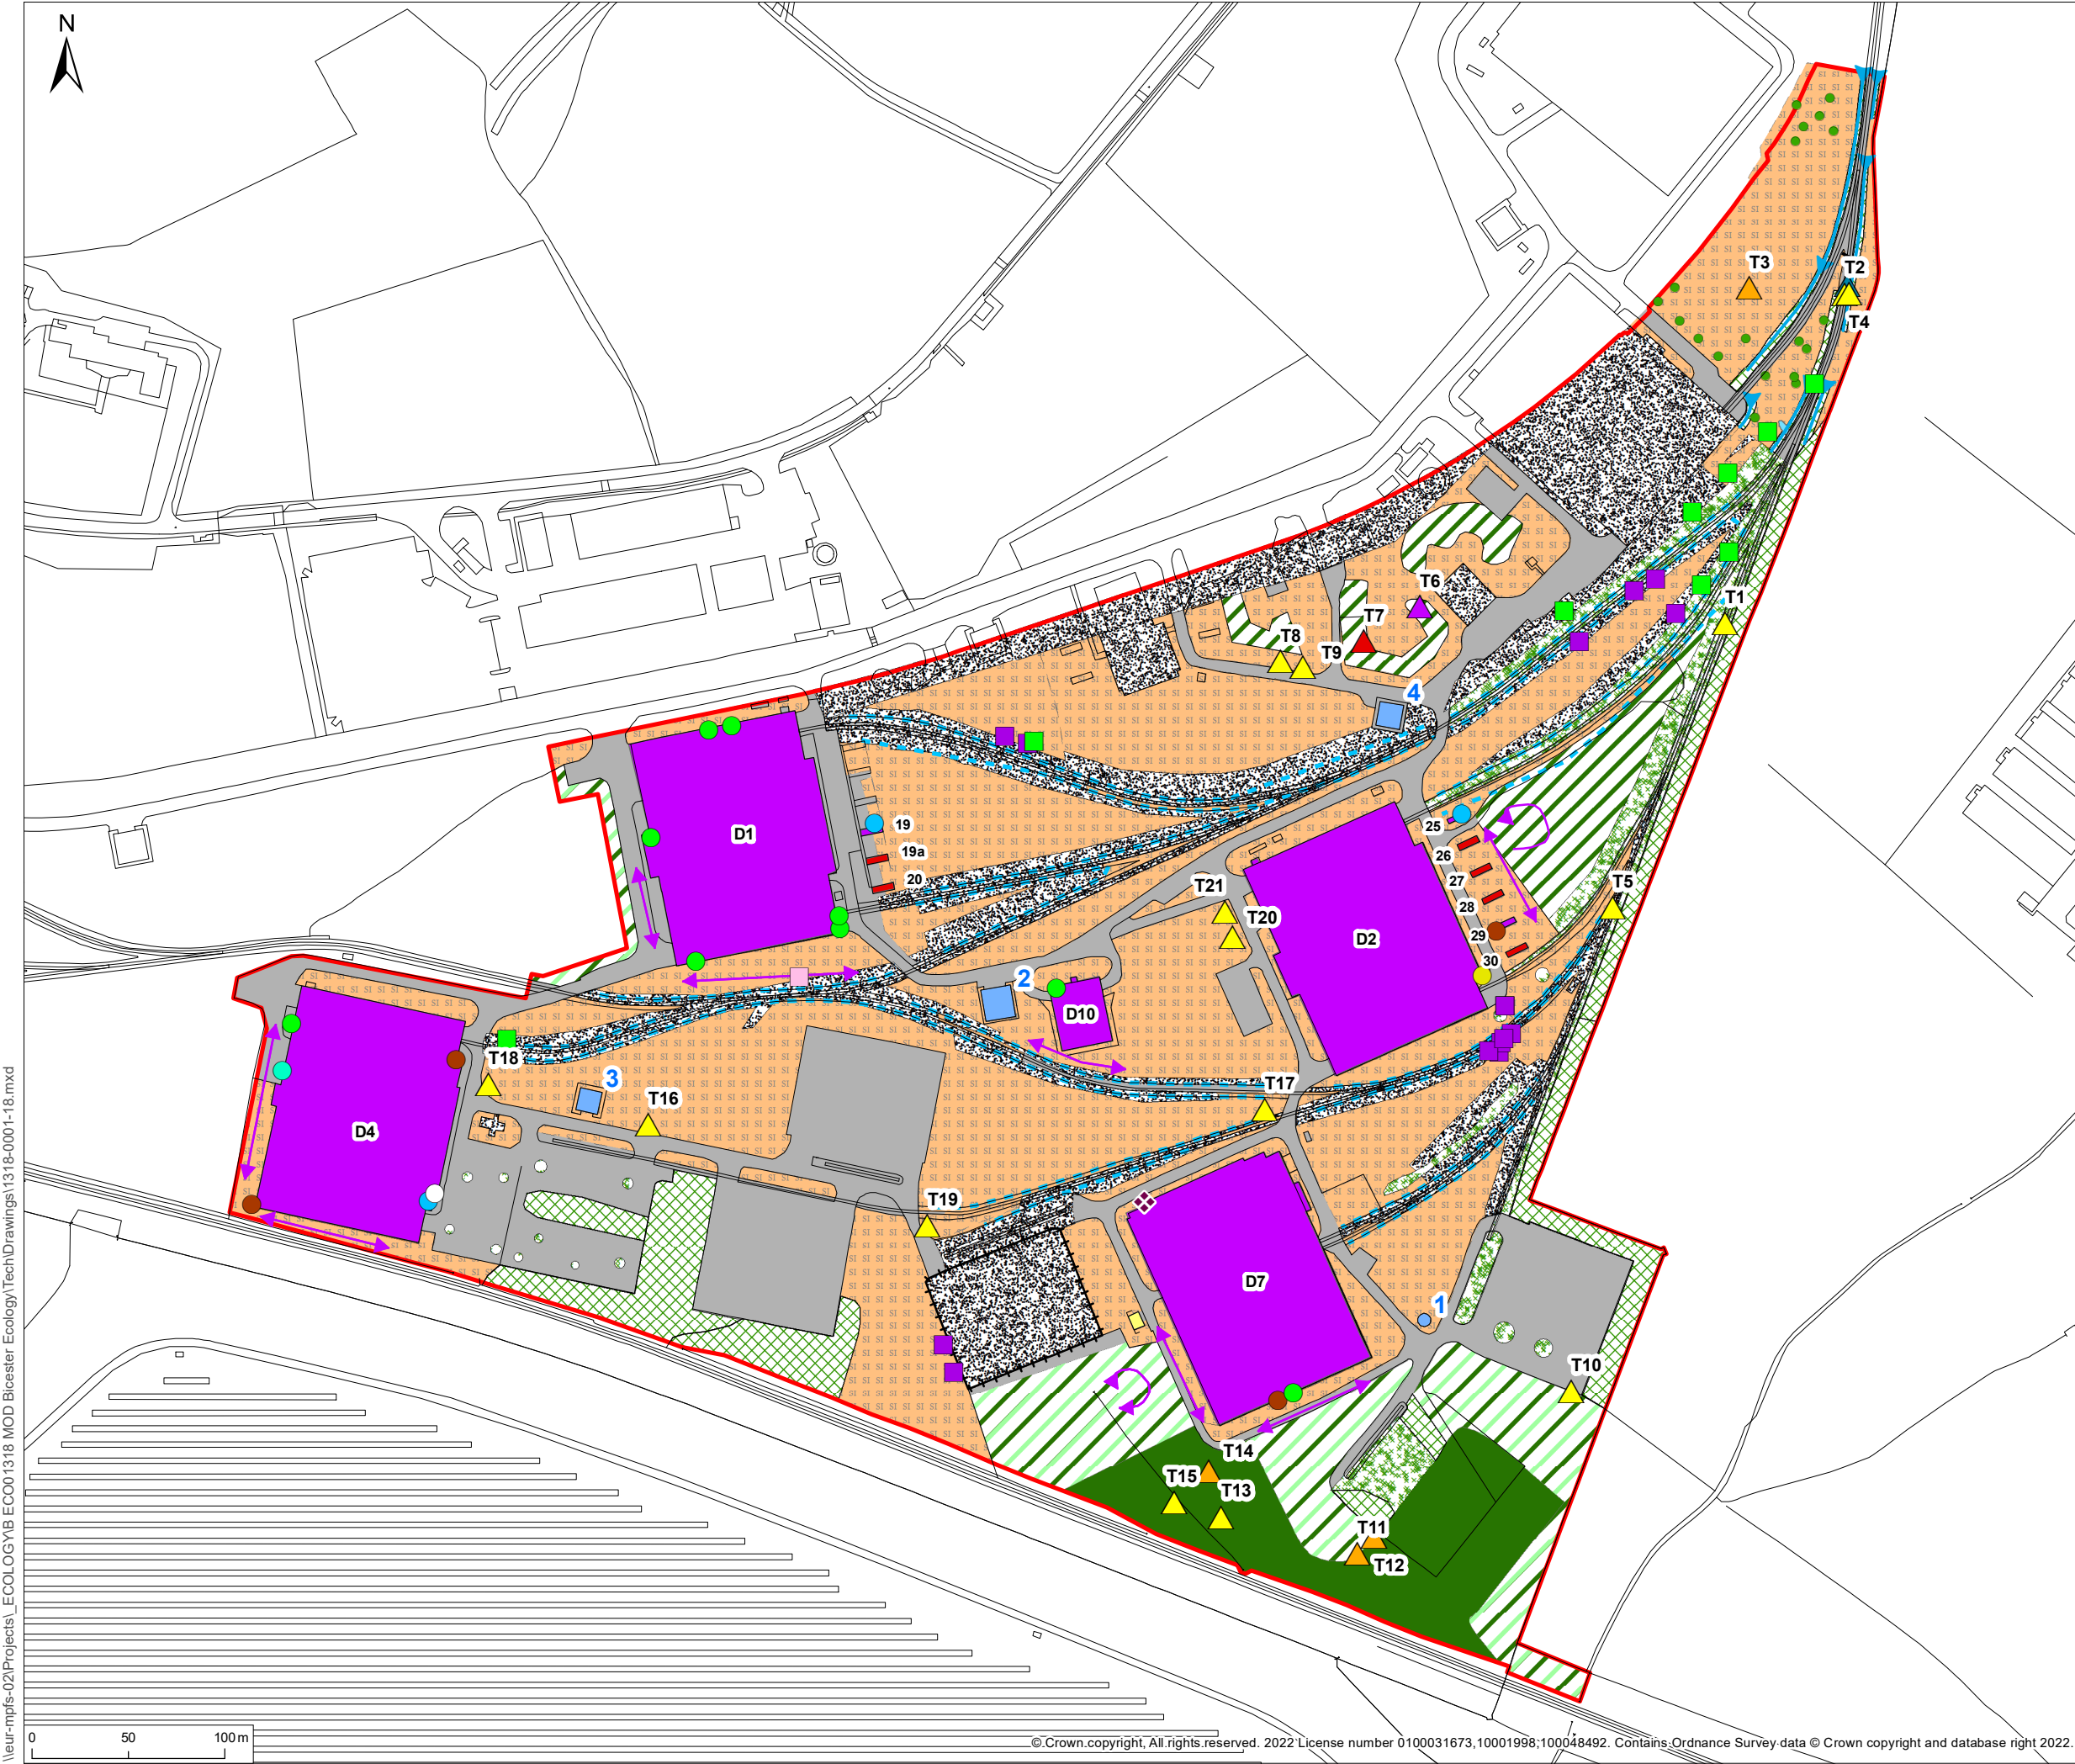 N
T3
T2
T4
T6
T7
T1
T8
T9
4
D1
19
25
19a
26
20
27
T5
T21
28
T20
29
D2
30
2
D10
T18
3
T16
T17
D4
T19
D7
1
T10
T14
T15
T13
T11
T12
0 50 100 m
©.Crown.copyright, All.rights.reserved. 2022 License number 0100031673,10001998,100048492. Contains Ordnance Survey data © Crown copyright and database right 2022.
\\eur-mpfs-02\Projects\_ECOLOGY\B ECO01318 MOD Bicester Ecology\Tech\Drawings\1318-0001-18.mxd